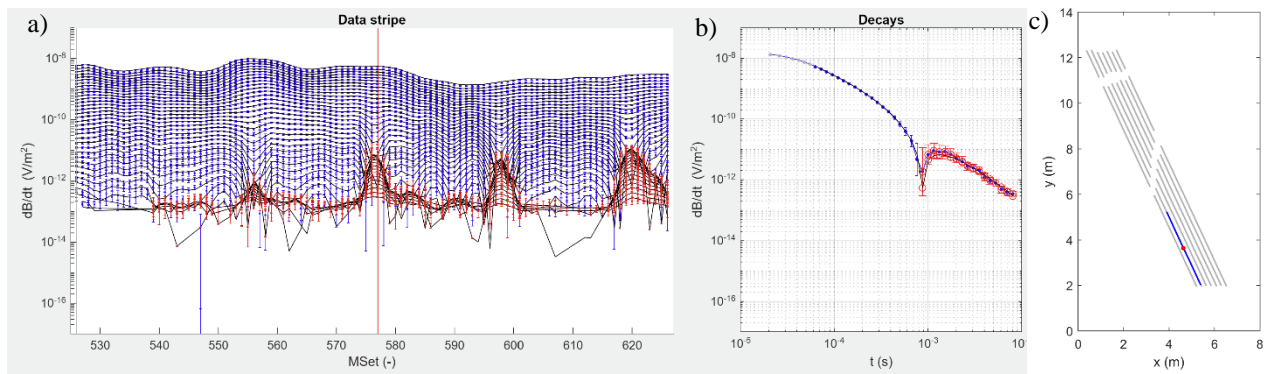 a)
Data stripe
10⁻⁸
10⁻¹⁰
10⁻¹²
10⁻¹⁴
10⁻¹⁶
dB/dt (V/m²)
530 540 550 560 570 580 590 600 610 620
MSet (-)
b)
Decays
10⁻⁸
10⁻¹⁰
10⁻¹²
10⁻¹⁴
10⁻¹⁶
dB/dt (V/m²)
10⁻⁵ 10⁻⁴ 10⁻³ 10⁻²
t (s)
c)
14
12
10
8
6
4
2
0
y (m)
0 2 4 6 8
x (m)